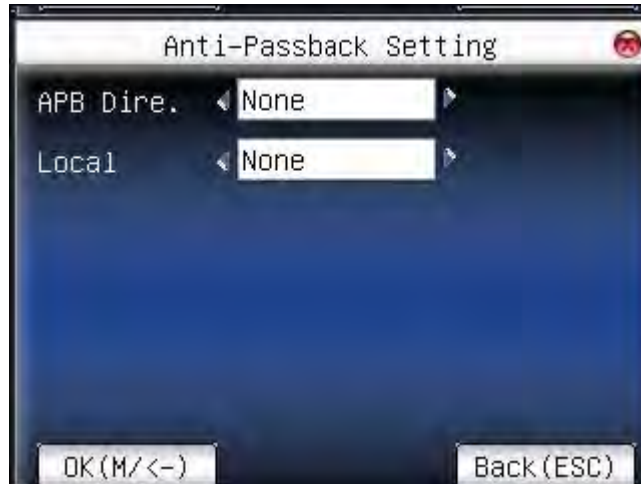 Anti-Passback Setting
APB Dire. None
Local None
OK(M/<-) Back(ESC)